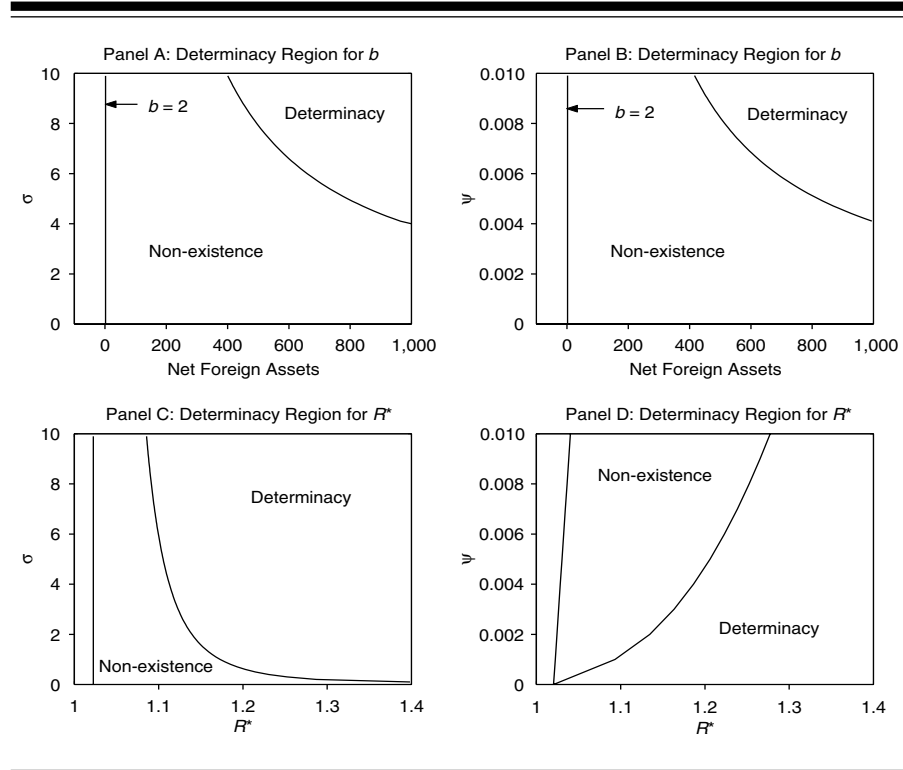 Panel A: Determinacy Region for b
10
8
6
4
2
0
σ
b = 2
Determinacy
Non-existence
0 200 400 600 800 1,000
Net Foreign Assets
Panel B: Determinacy Region for b
0.010
0.008
0.006
0.004
0.002
0
ψ
b = 2
Determinacy
Non-existence
0 200 400 600 800 1,000
Net Foreign Assets
Panel C: Determinacy Region for R*
10
8
6
4
2
0
σ
Determinacy
Non-existence
1 1.1 1.2 1.3 1.4
R*
Panel D: Determinacy Region for R*
0.010
0.008
0.006
0.004
0.002
0
ψ
Non-existence
Determinacy
1 1.1 1.2 1.3 1.4
R*